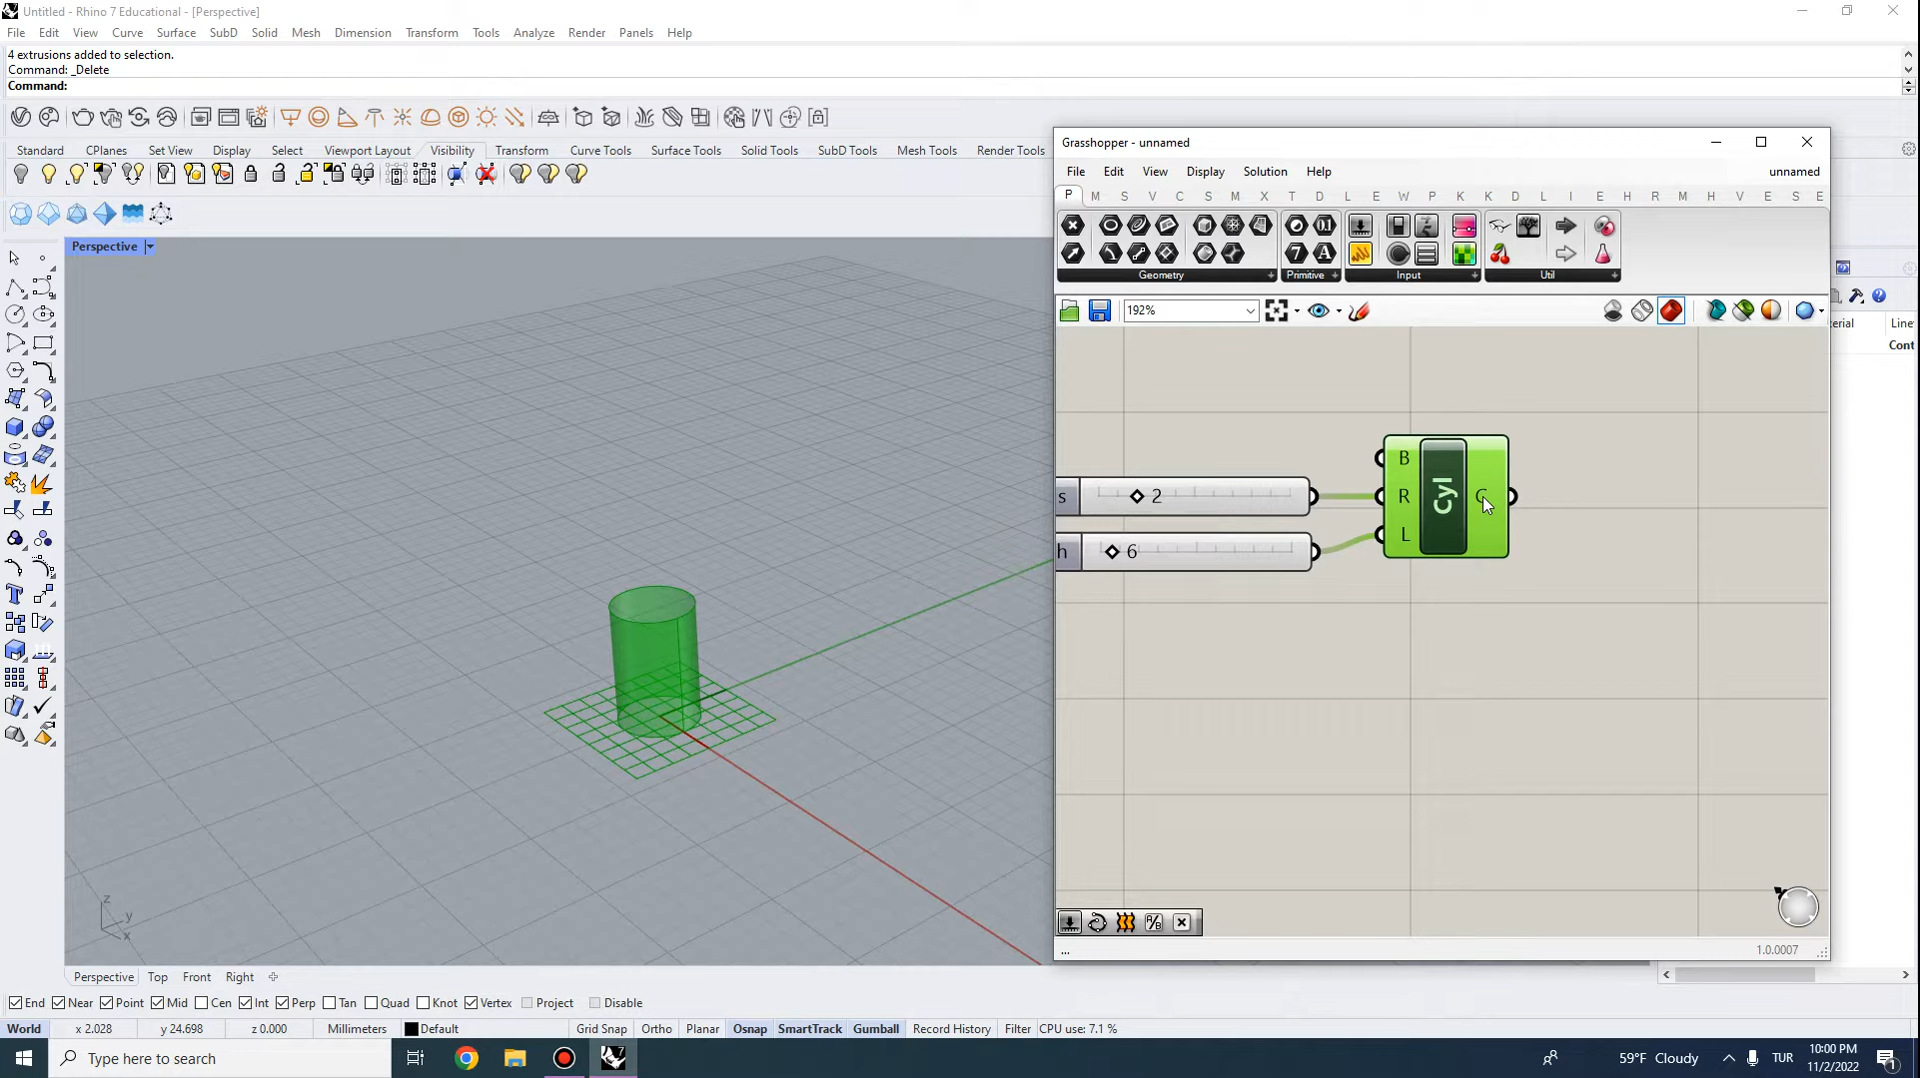 Untitled - Rhino 7 Educational - [Perspective]
File Edit View Curve Surface SubD Solid Mesh Dimension Transform Tools Analyze Render Panels Help
4 extrusions added to selection.
Command: _Delete
Command:
Standard CPlanes Set View Display Select Viewport Layout Visibility Transform Curve Tools Surface Tools Solid Tools SubD Tools Mesh Tools Render Tools
Perspective
Grasshopper - unnamed
File Edit View Display Solution Help unnamed
P M S V C S M X T D L E W P K K D L I E H R M H V S E
Geometry Primitive Input Util
192%
erial Line
Cont
B
s 2 R Cyl C
h 6 L
z
y
x
...
1.0.0007
Perspective Top Front Right
End Near Point Mid Cen Int Perp Tan Quad Knot Vertex Project Disable
World x 2.028 y 24.698 z 0.000 Millimeters Default Grid Snap Ortho Planar Osnap SmartTrack Gumball Record History Filter CPU use: 7.1 %
Type here to search
59°F Cloudy
TUR
10:00 PM
11/2/2022
1